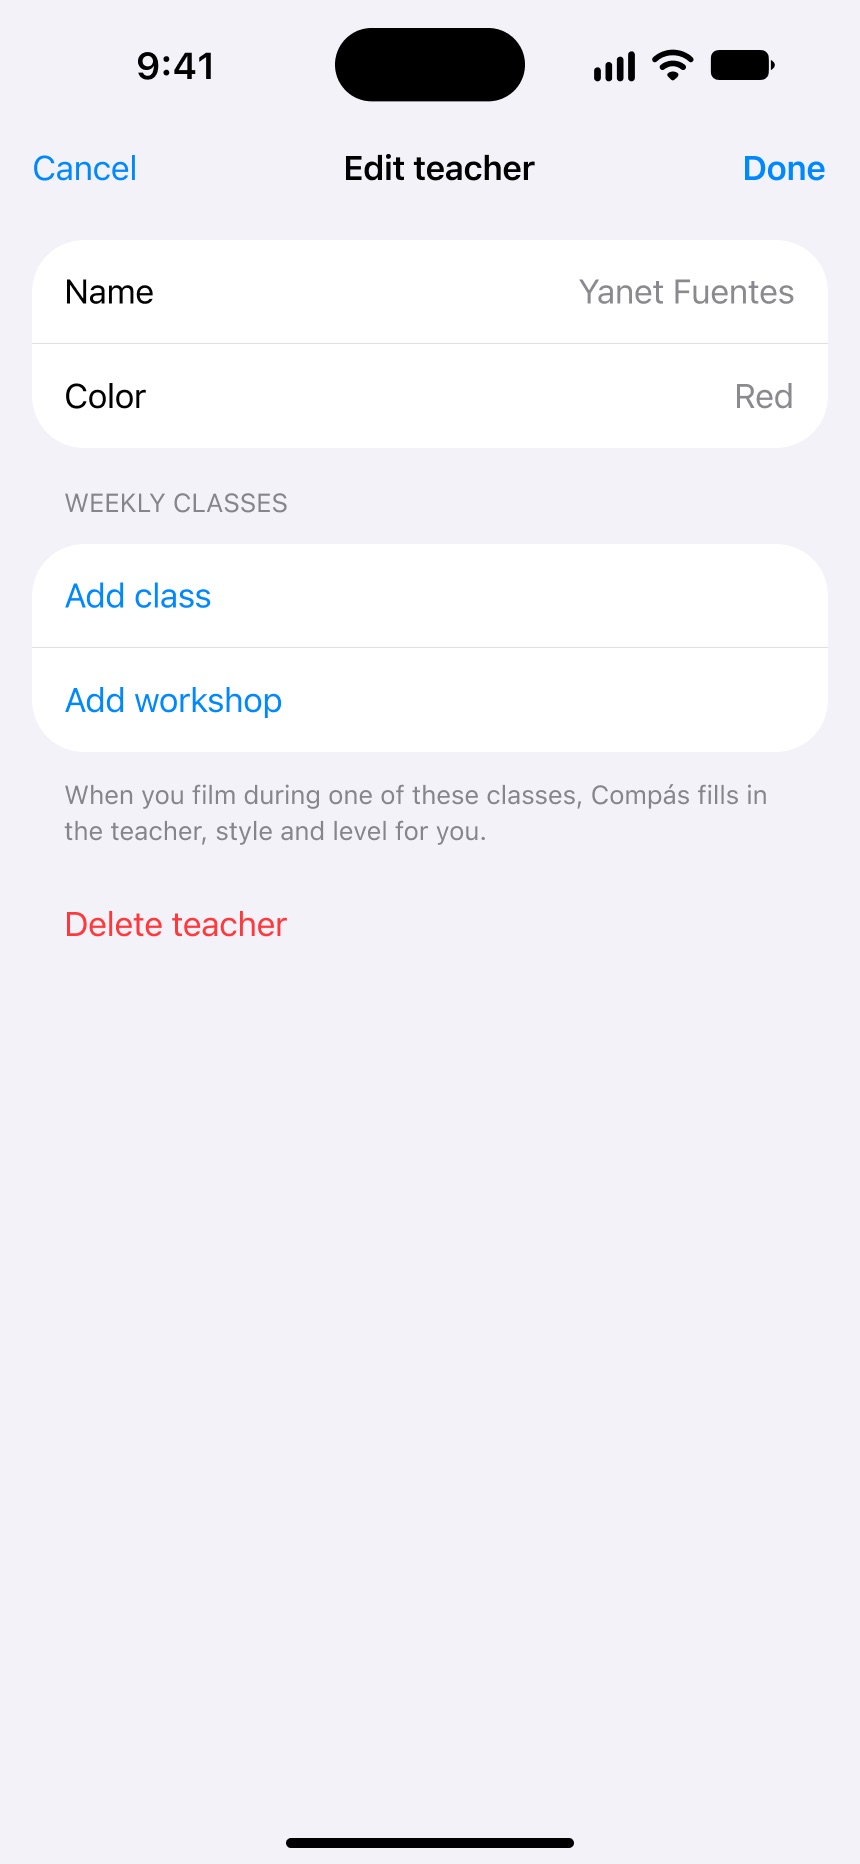 9:41
Cancel
Edit teacher
Done
Name
Yanet Fuentes
Color
Red
WEEKLY CLASSES
Add class
Add workshop
When you film during one of these classes, Compás fills in
the teacher, style and level for you.
Delete teacher